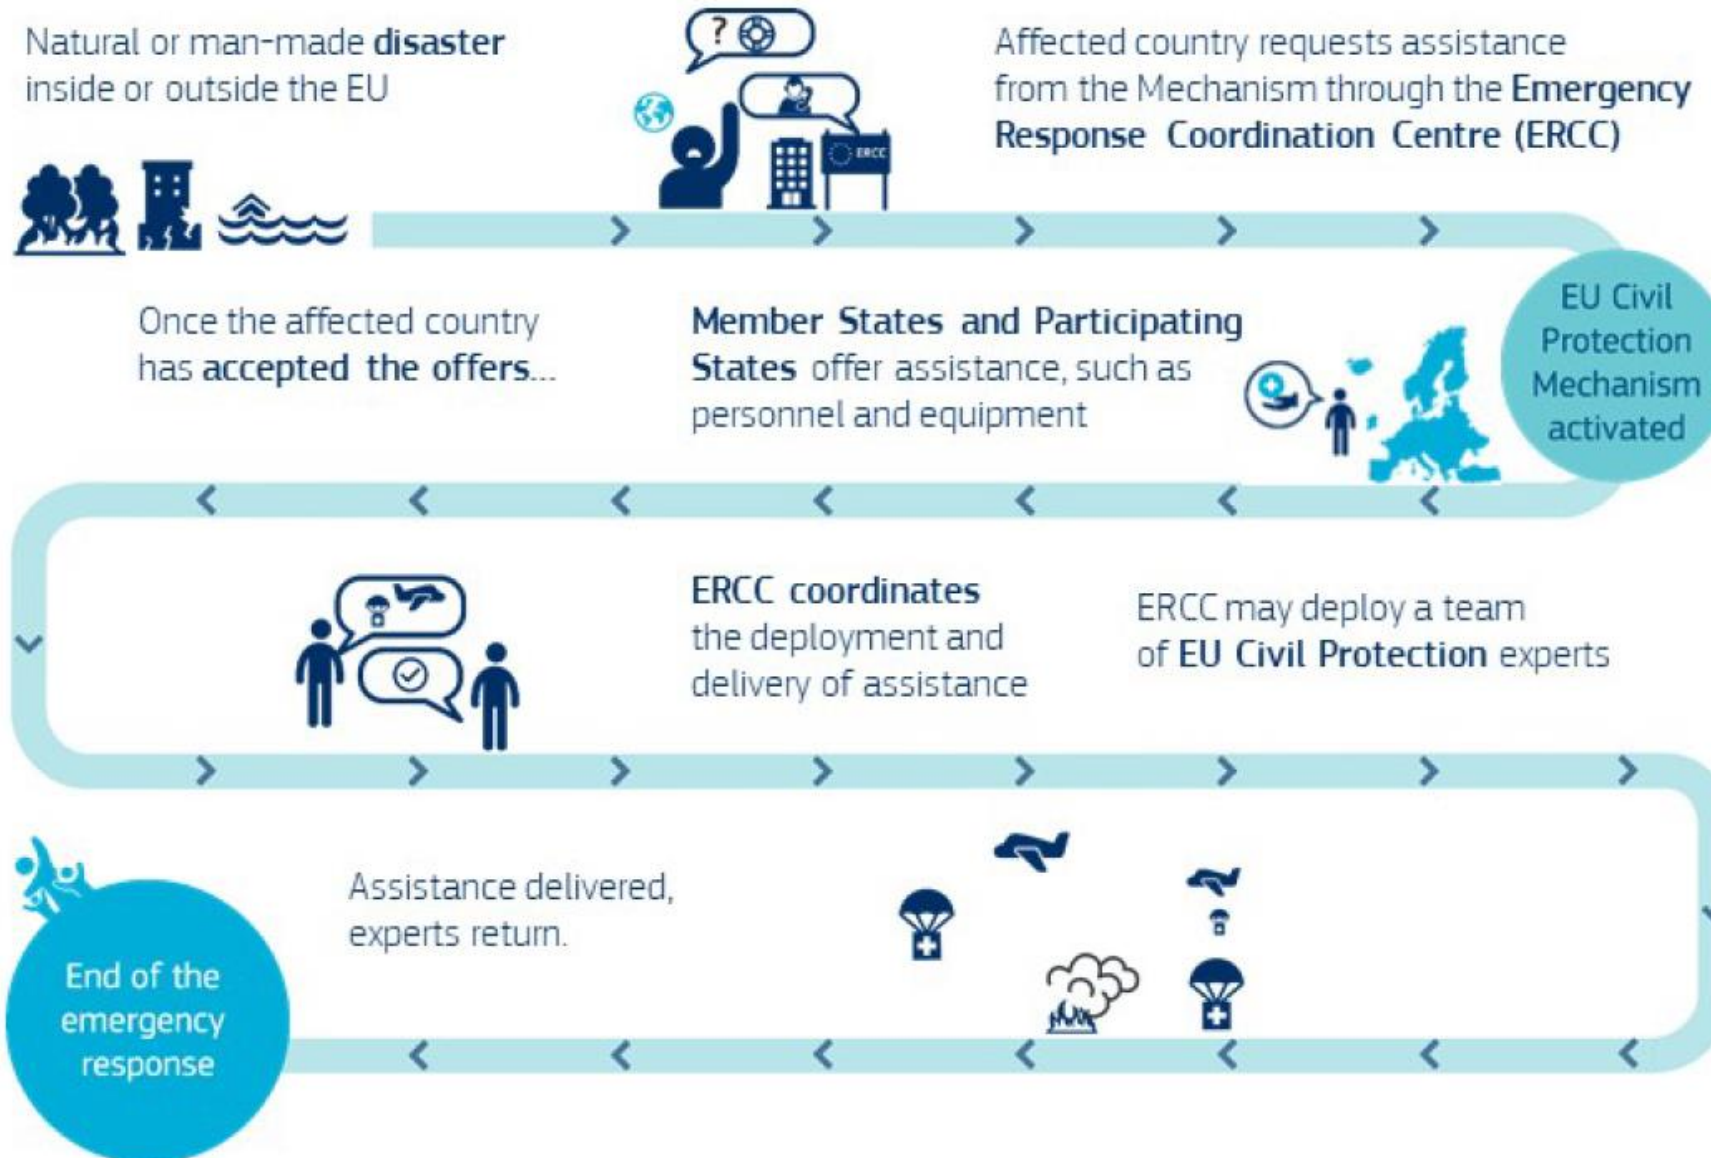 Natural or man-made disaster
inside or outside the EU
?
ERCC
Affected country requests assistance
from the Mechanism through the Emergency
Response Coordination Centre (ERCC)
EU Civil
Protection
Mechanism
activated
Member States and Participating
States offer assistance, such as
personnel and equipment
Once the affected country
has accepted the offers...
ERCC coordinates
the deployment and
delivery of assistance
ERCC may deploy a team
of EU Civil Protection experts
Assistance delivered,
experts return.
End of the
emergency
response